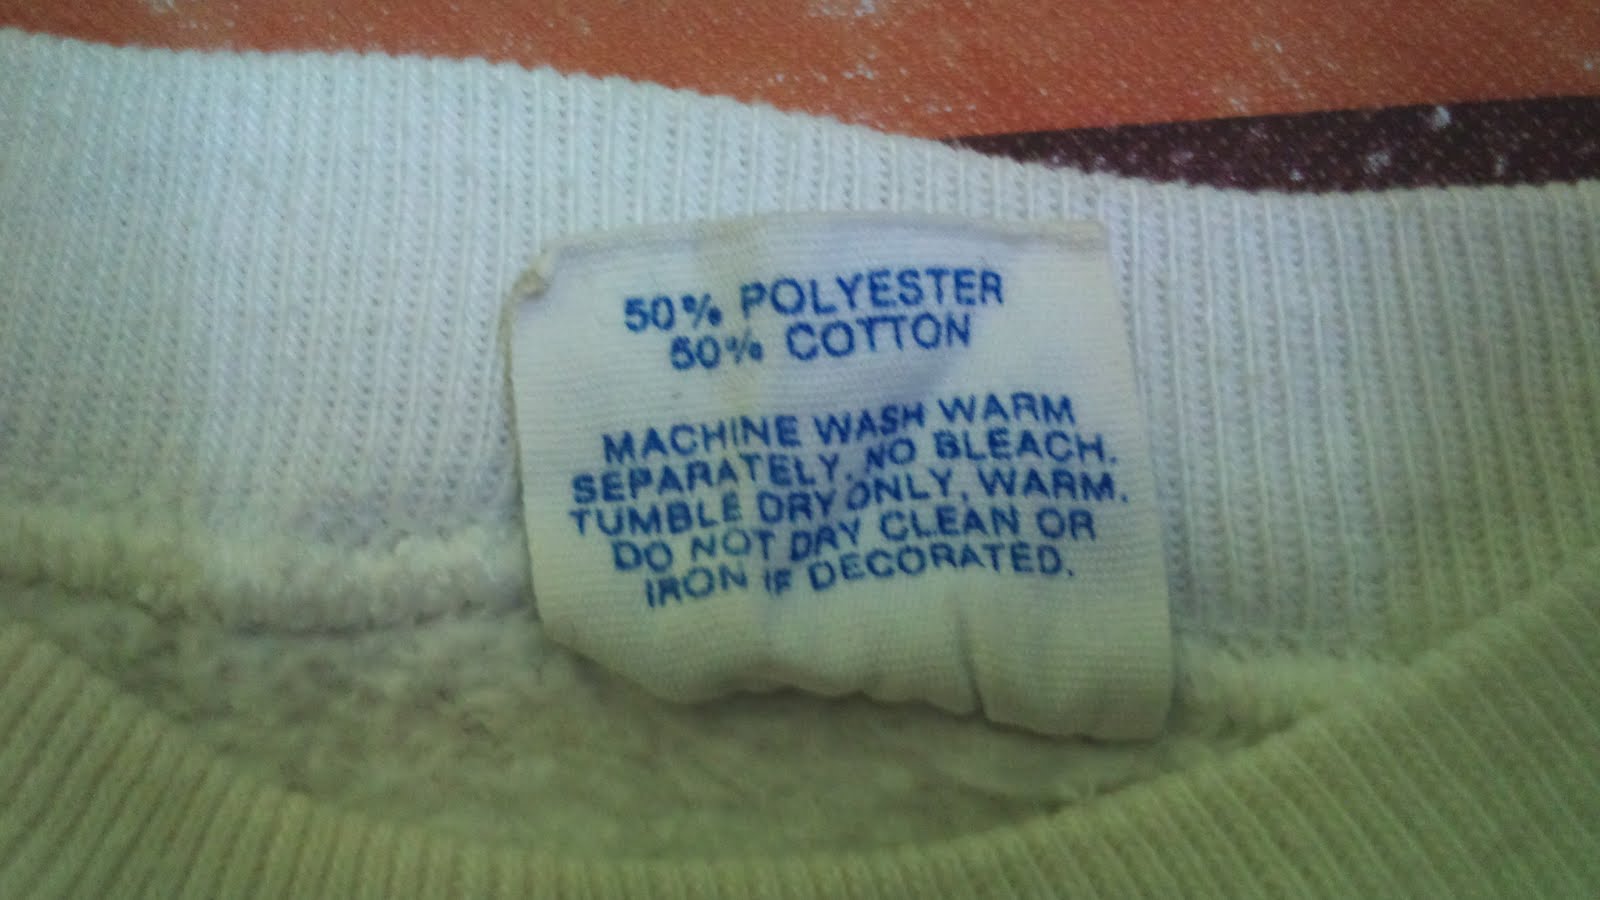 50% POLYESTER
50% COTTON
MACHINE WASH WARM
SEPARATELY. NO BLEACH.
TUMBLE DRY ONLY, WARM.
DO NOT DRY CLEAN OR
IRON IF DECORATED.